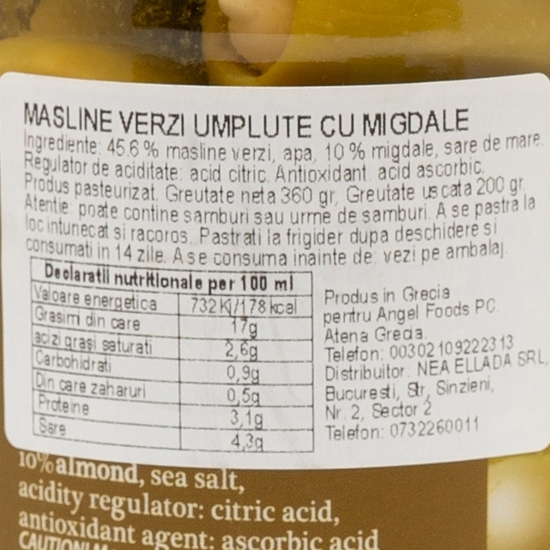 MASLINE VERZI UMPLUTE CU MIGDALE
Ingrediente: 45.6 % masline verzi, apa, 10 % migdale, sare de mare.
Regulator de aciditate: acid citric. Antioxidant: acid ascorbic.
Produs pasteurizat. Greutate neta 360 gr, Greutate uscata 200 gr.
Atentie: poate contine samburi sau urme de samburi. A se pastra la
loc intunecat si racoros. Pastrati la frigider dupa deschidere si
consumati in 14 zile. A se consuma inainte de: vezi pe ambalaj.
Declaratii nutritionale per 100 ml
Valoare energetica 732 Kj/178 kcal
Grasimi din care 17g
acizi grasi saturati 2,6g
Carbohidrati 0,9g
Din care zaharuri 0,5g
Proteine 3,1g
Sare 4,3g
Produs in Grecia
pentru Angel Foods PC
Atena Grecia.
Telefon: 00302109222313
Distribuitor: NEA ELLADA SRL,
Bucuresti, Str. Sinzieni,
Nr. 2, Sector 2
Telefon: 0732260011
10% almond, sea salt,
acidity regulator: citric acid,
antioxidant agent: ascorbic acid